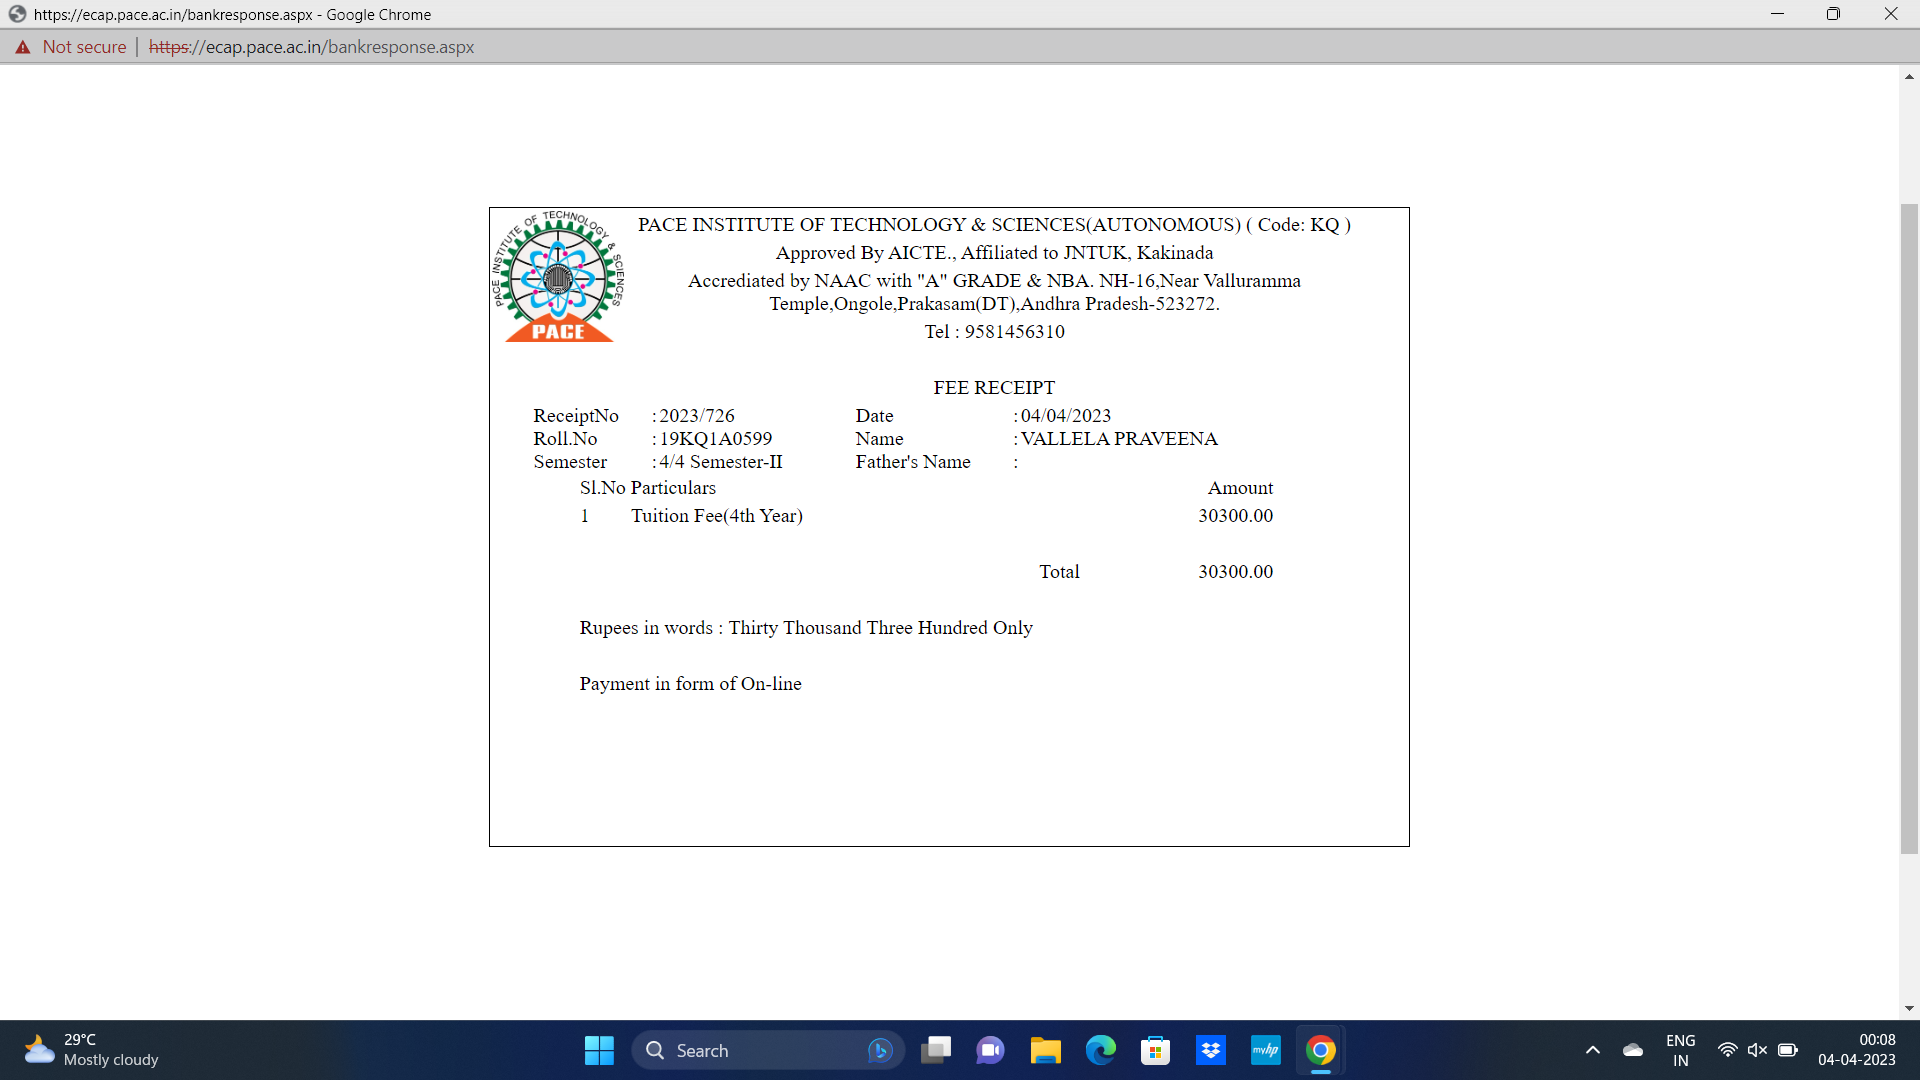 https://ecap.pace.ac.in/bankresponse.aspx - Google Chrome
Not secure | https://ecap.pace.ac.in/bankresponse.aspx
PACE INSTITUTE OF TECHNOLOGY & SCIENCES
PACE
PACE INSTITUTE OF TECHNOLOGY & SCIENCES(AUTONOMOUS) ( Code: KQ )
Approved By AICTE., Affiliated to JNTUK, Kakinada
Accrediated by NAAC with "A" GRADE & NBA. NH-16,Near Valluramma
Temple,Ongole,Prakasam(DT),Andhra Pradesh-523272.
Tel : 9581456310
FEE RECEIPT
ReceiptNo :2023/726 Date :04/04/2023
Roll.No :19KQ1A0599 Name :VALLELA PRAVEENA
Semester :4/4 Semester-II Father's Name :
Sl.No Particulars Amount
1 Tuition Fee(4th Year) 30300.00
Total 30300.00
Rupees in words : Thirty Thousand Three Hundred Only
Payment in form of On-line
29°C
Mostly cloudy
Search
myhp
ENG
IN
00:08
04-04-2023